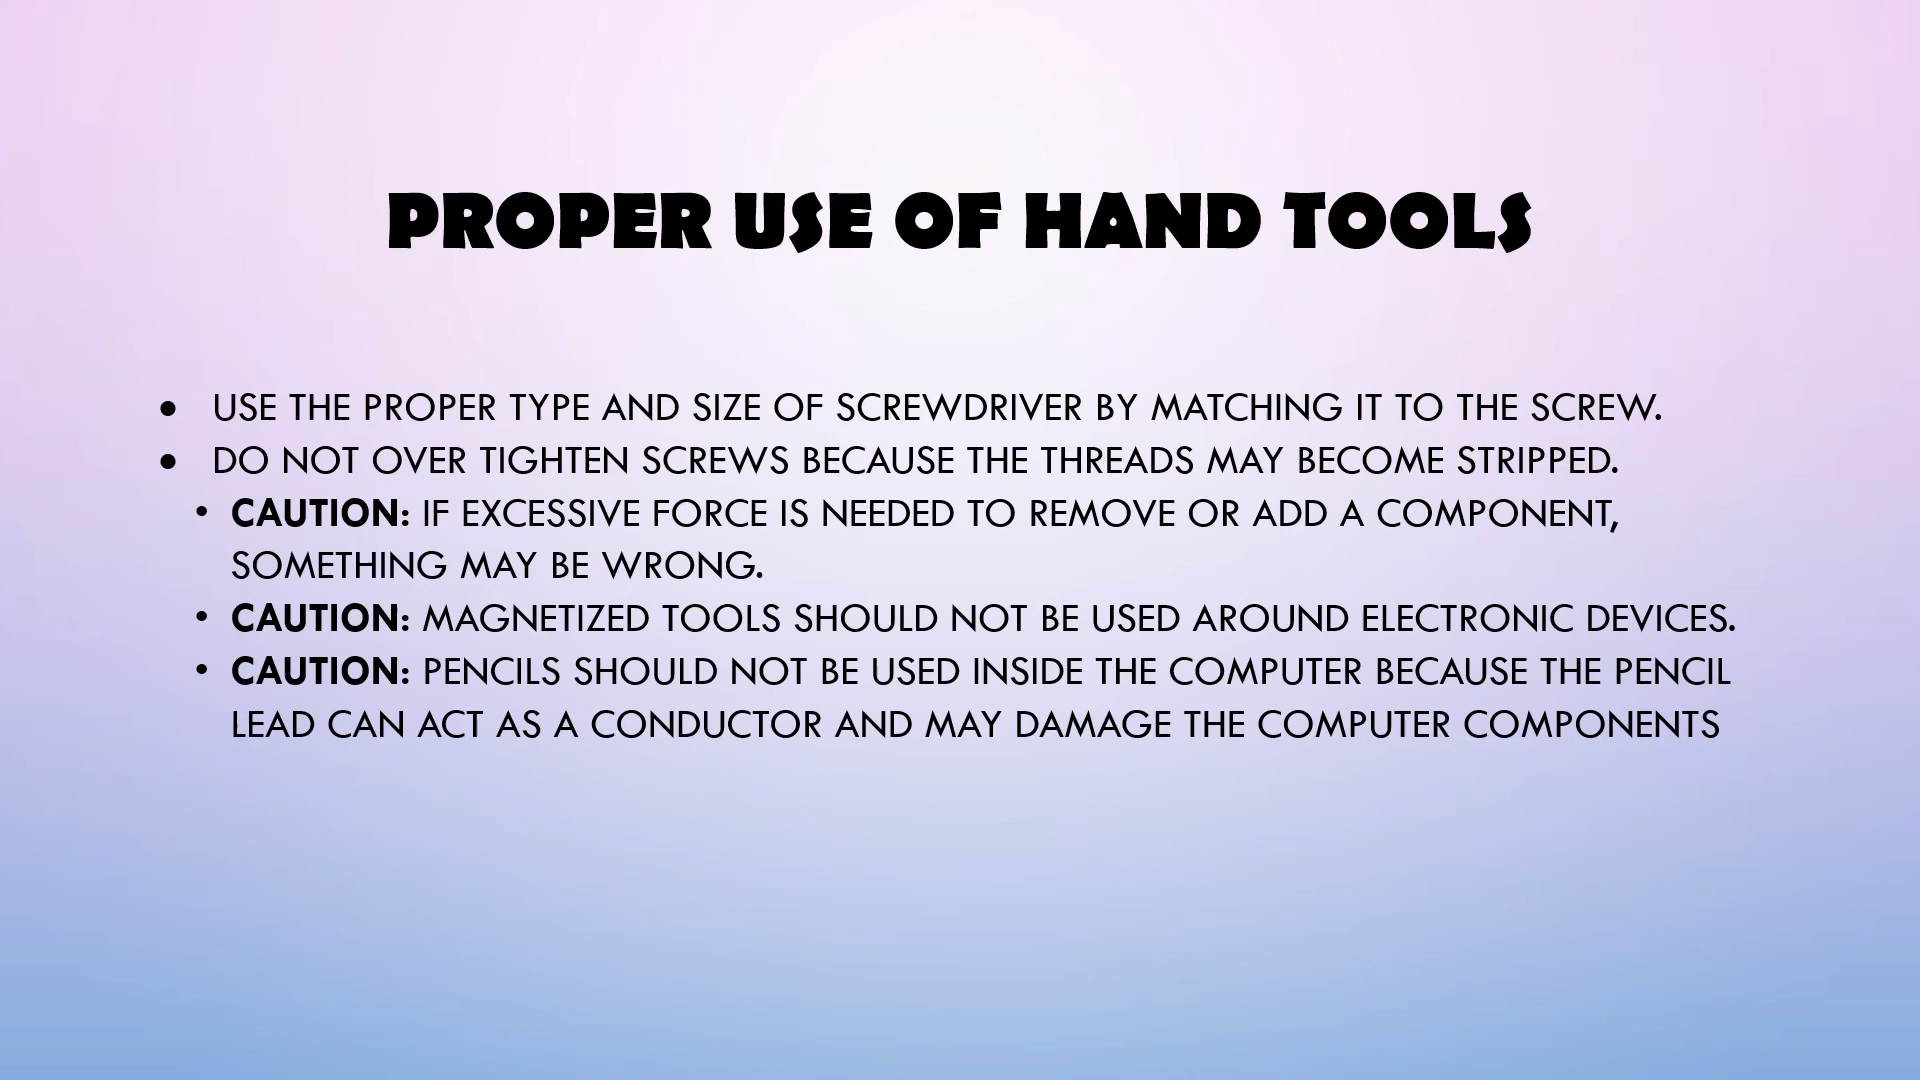 PROPER USE OF HAND TOOLS
● USE THE PROPER TYPE AND SIZE OF SCREWDRIVER BY MATCHING IT TO THE SCREW.
● DO NOT OVER TIGHTEN SCREWS BECAUSE THE THREADS MAY BECOME STRIPPED.
• CAUTION: IF EXCESSIVE FORCE IS NEEDED TO REMOVE OR ADD A COMPONENT,
SOMETHING MAY BE WRONG.
• CAUTION: MAGNETIZED TOOLS SHOULD NOT BE USED AROUND ELECTRONIC DEVICES.
• CAUTION: PENCILS SHOULD NOT BE USED INSIDE THE COMPUTER BECAUSE THE PENCIL
LEAD CAN ACT AS A CONDUCTOR AND MAY DAMAGE THE COMPUTER COMPONENTS